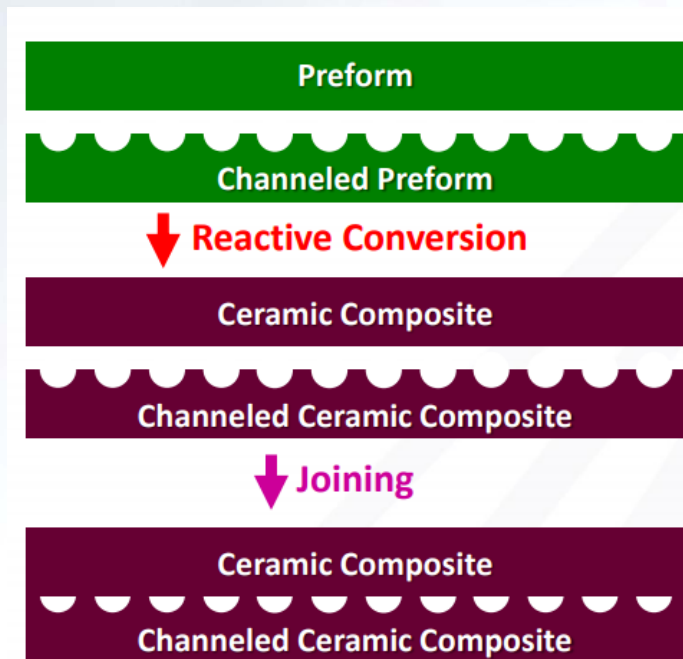 Preform
Channeled Preform
Reactive Conversion
Ceramic Composite
Channeled Ceramic Composite
Joining
Ceramic Composite
Channeled Ceramic Composite